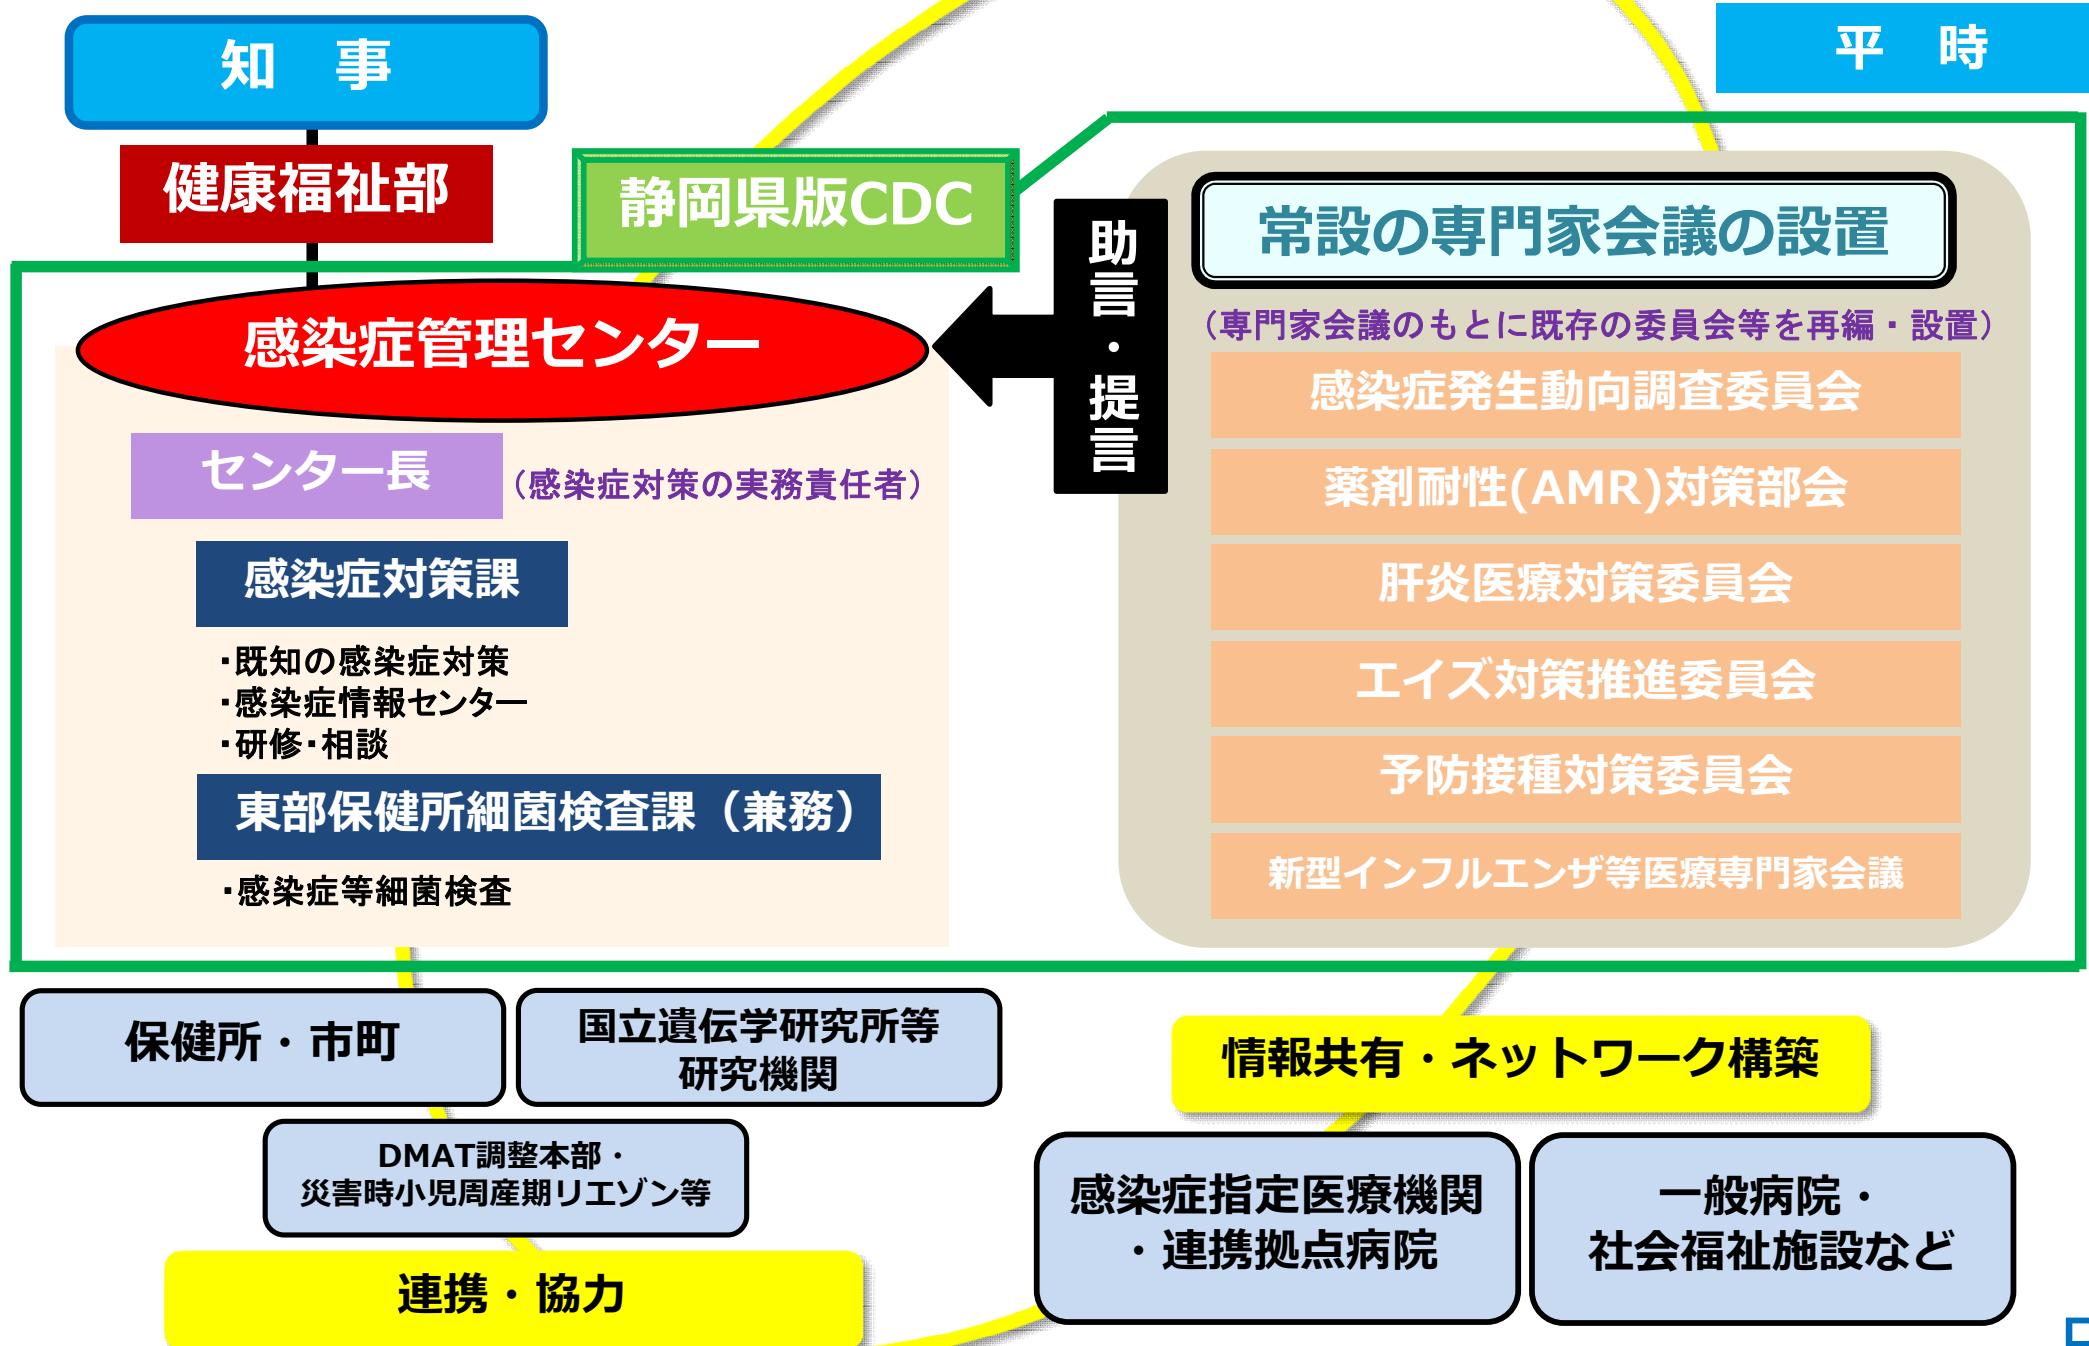 知　事
平　時
健康福祉部
静岡県版CDC
感染症管理センター
センター長
（感染症対策の実務責任者）
感染症対策課
・既知の感染症対策
・感染症情報センター
・研修・相談
東部保健所細菌検査課（兼務）
・感染症等細菌検査
助言・提言
常設の専門家会議の設置
（専門家会議のもとに既存の委員会等を再編・設置）
感染症発生動向調査委員会
薬剤耐性(AMR)対策部会
肝炎医療対策委員会
エイズ対策推進委員会
予防接種対策委員会
新型インフルエンザ等医療専門家会議
保健所・市町
国立遺伝学研究所等
研究機関
DMAT調整本部・
災害時小児周産期リエゾン等
連携・協力
情報共有・ネットワーク構築
感染症指定医療機関
・連携拠点病院
一般病院・
社会福祉施設など